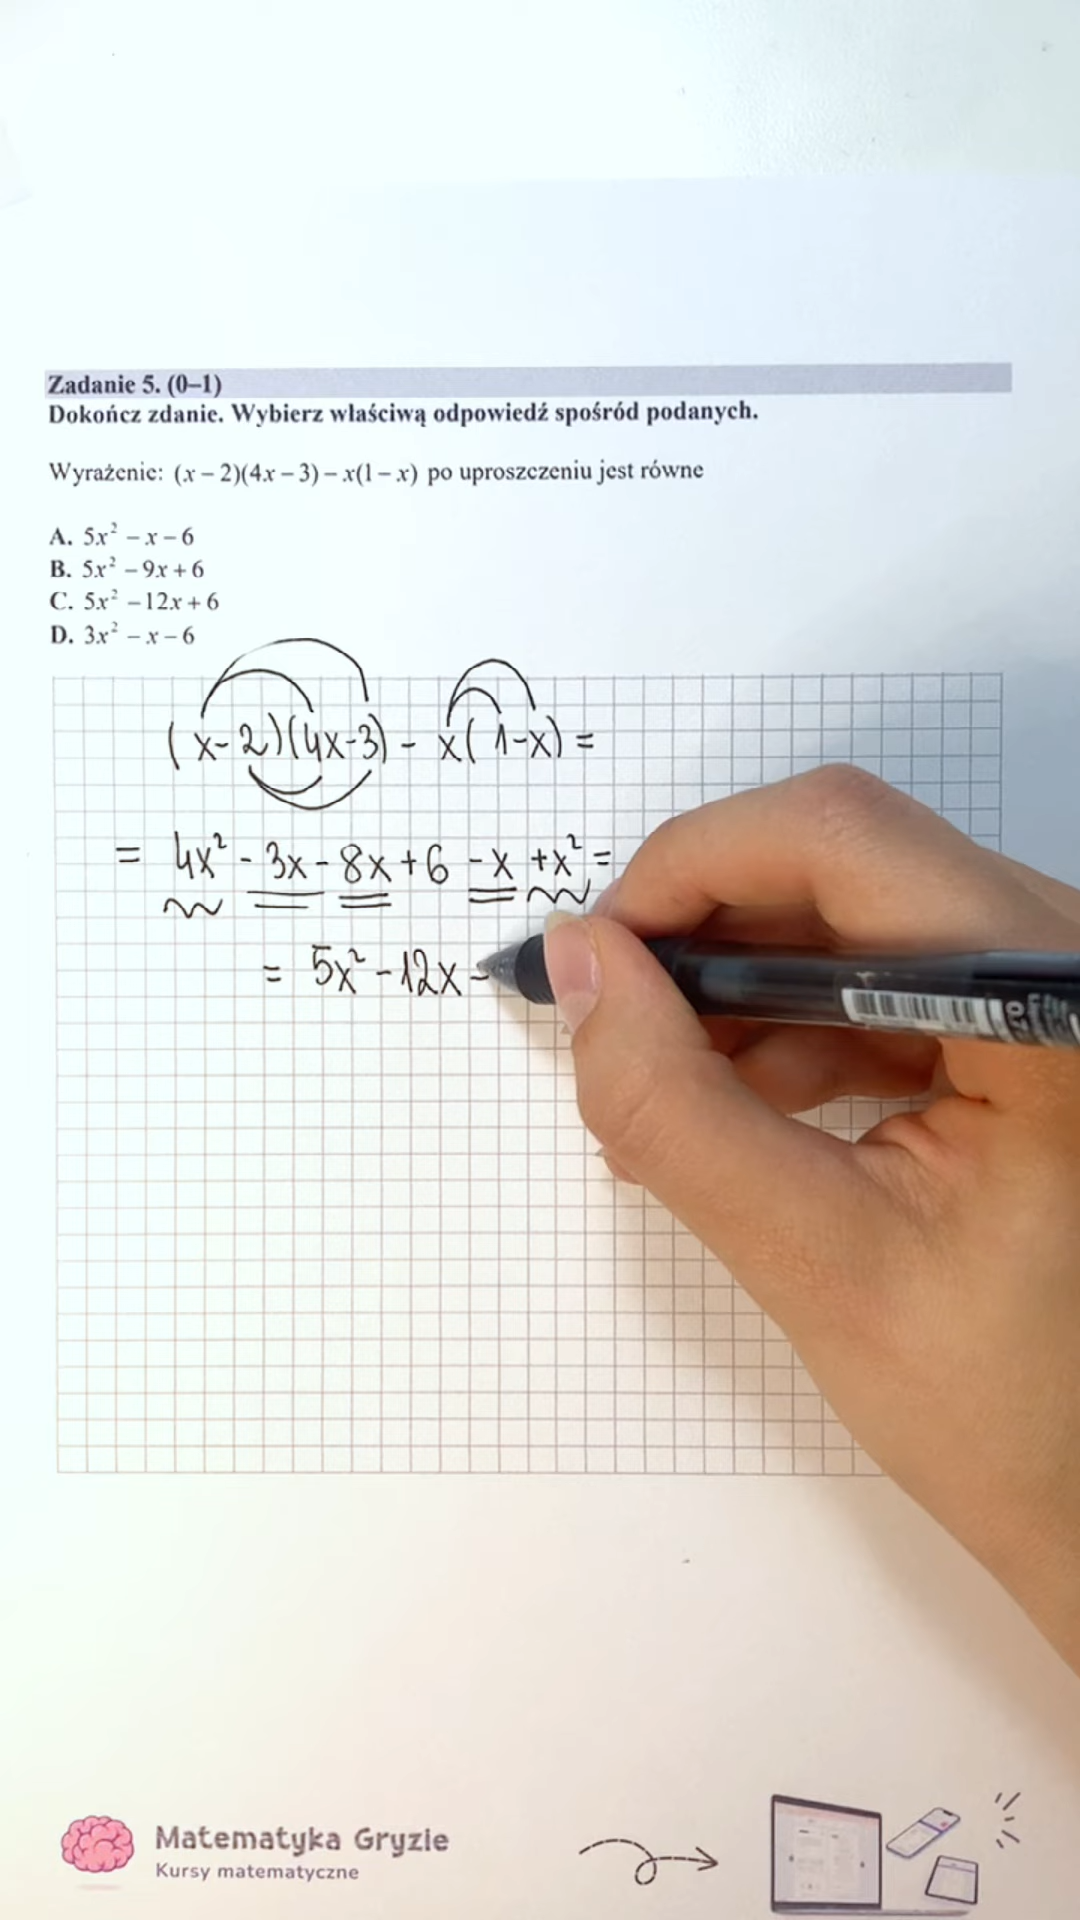 Zadanie 5. (0–1)
Dokończ zdanie. Wybierz właściwą odpowiedź spośród podanych.
Wyrażenie: (x – 2)(4x – 3) – x(1 – x) po uproszczeniu jest równe
A. 5x² – x – 6
B. 5x² – 9x + 6
C. 5x² – 12x + 6
D. 3x² – x – 6
(x-2)(4x-3) - x(1-x) =
= 4x² - 3x - 8x + 6 - x + x² =
= 5x² - 12x
Matematyka Gryzie
Kursy matematyczne